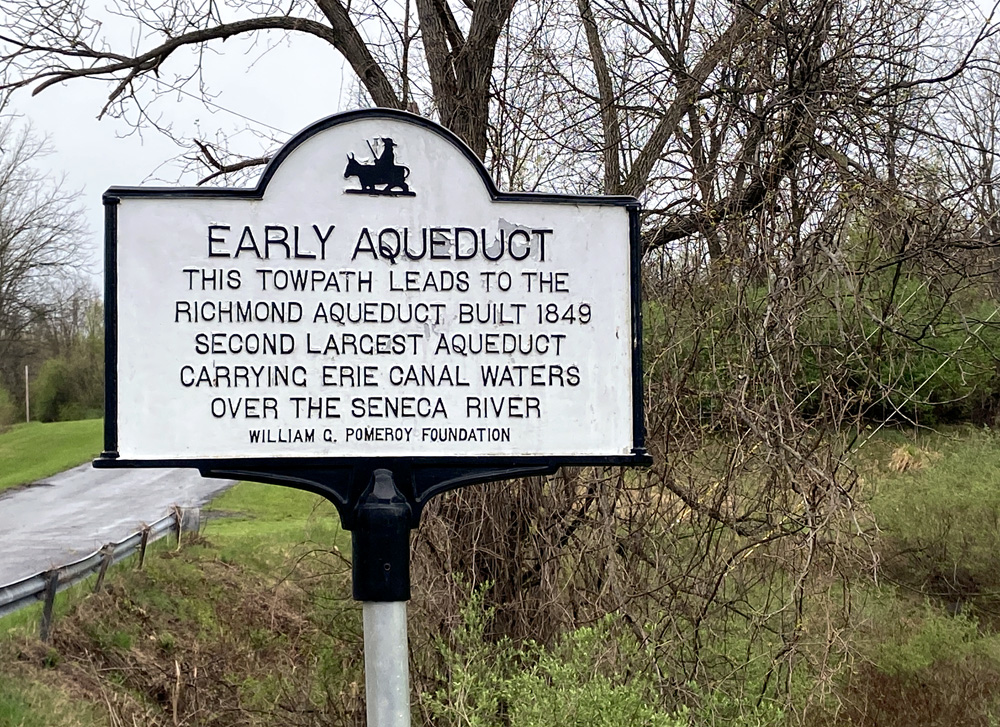 EARLY AQUEDUCT
THIS TOWPATH LEADS TO THE
RICHMOND AQUEDUCT BUILT 1849
SECOND LARGEST AQUEDUCT
CARRYING ERIE CANAL WATERS
OVER THE SENECA RIVER
WILLIAM G. POMEROY FOUNDATION